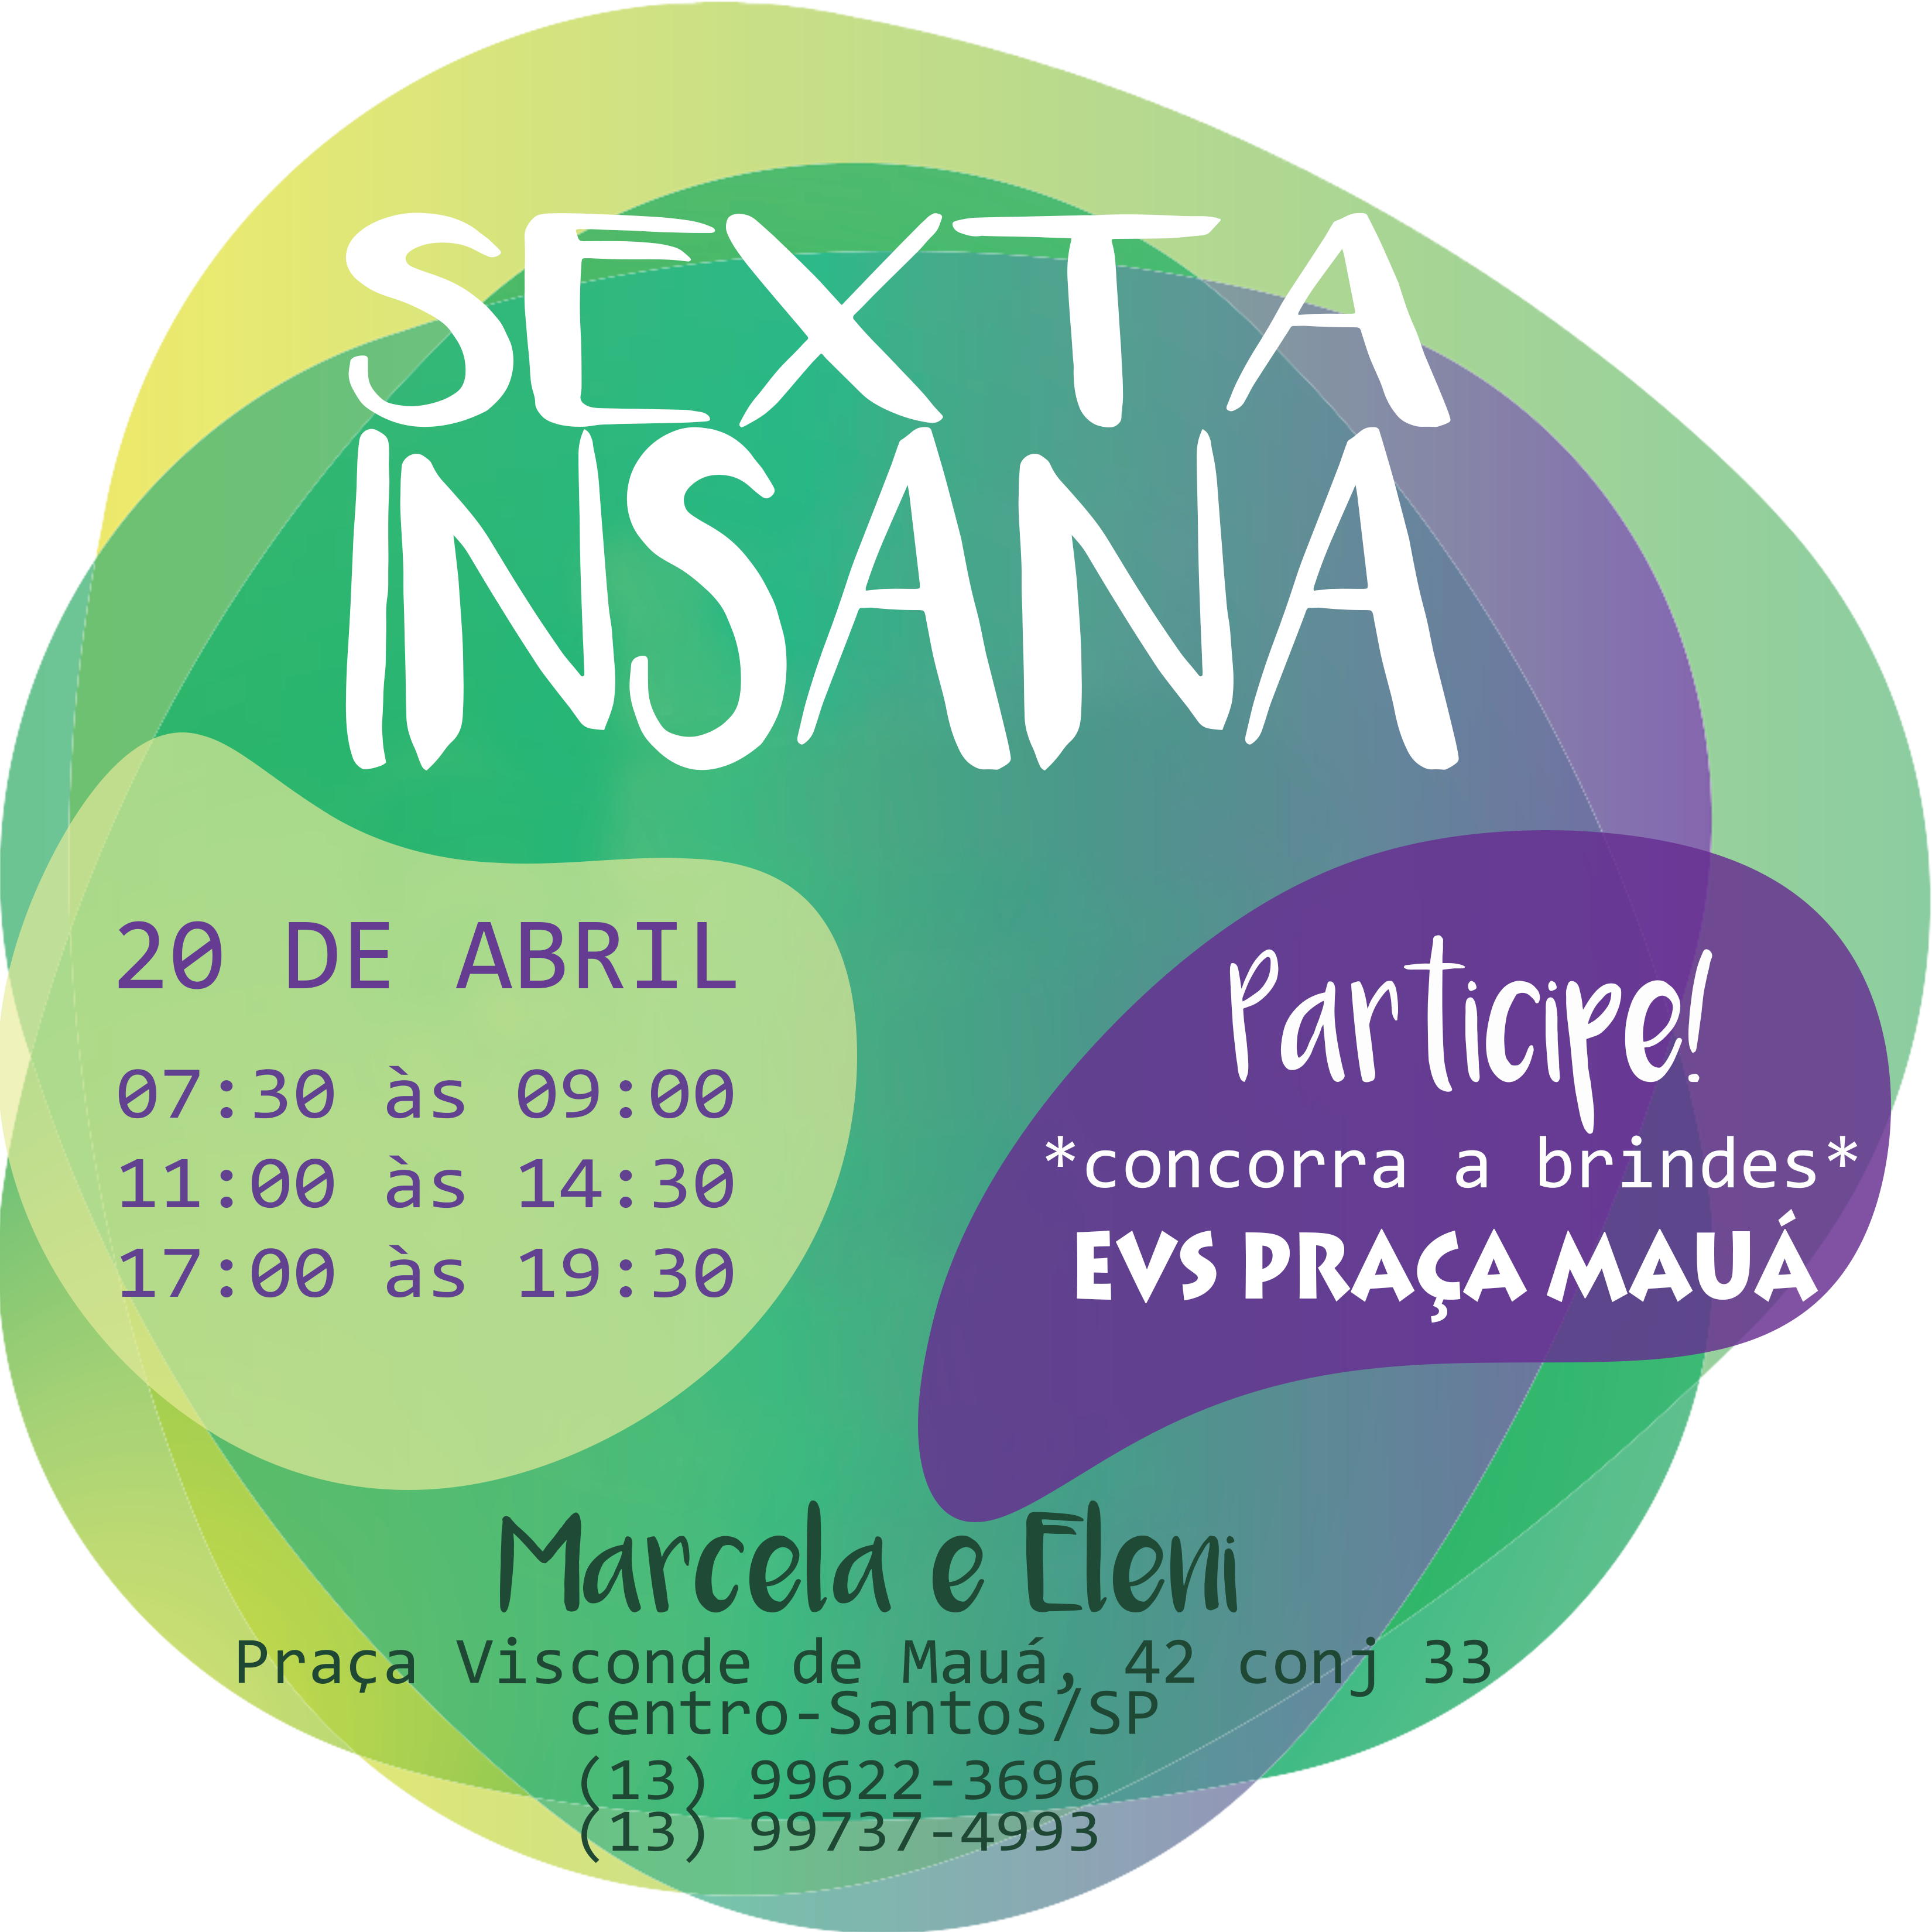 SEXTA
INSANA
20 DE ABRIL
07:30 às 09:00
11:00 às 14:30
17:00 às 19:30
Participe!
*concorra a brindes*
EVS PRAÇA MAUÁ
Marcela e Eleni
Praça Visconde de Mauá, 42 conj 33
centro-Santos/SP
(13) 99622-3696
(13) 99737-4993